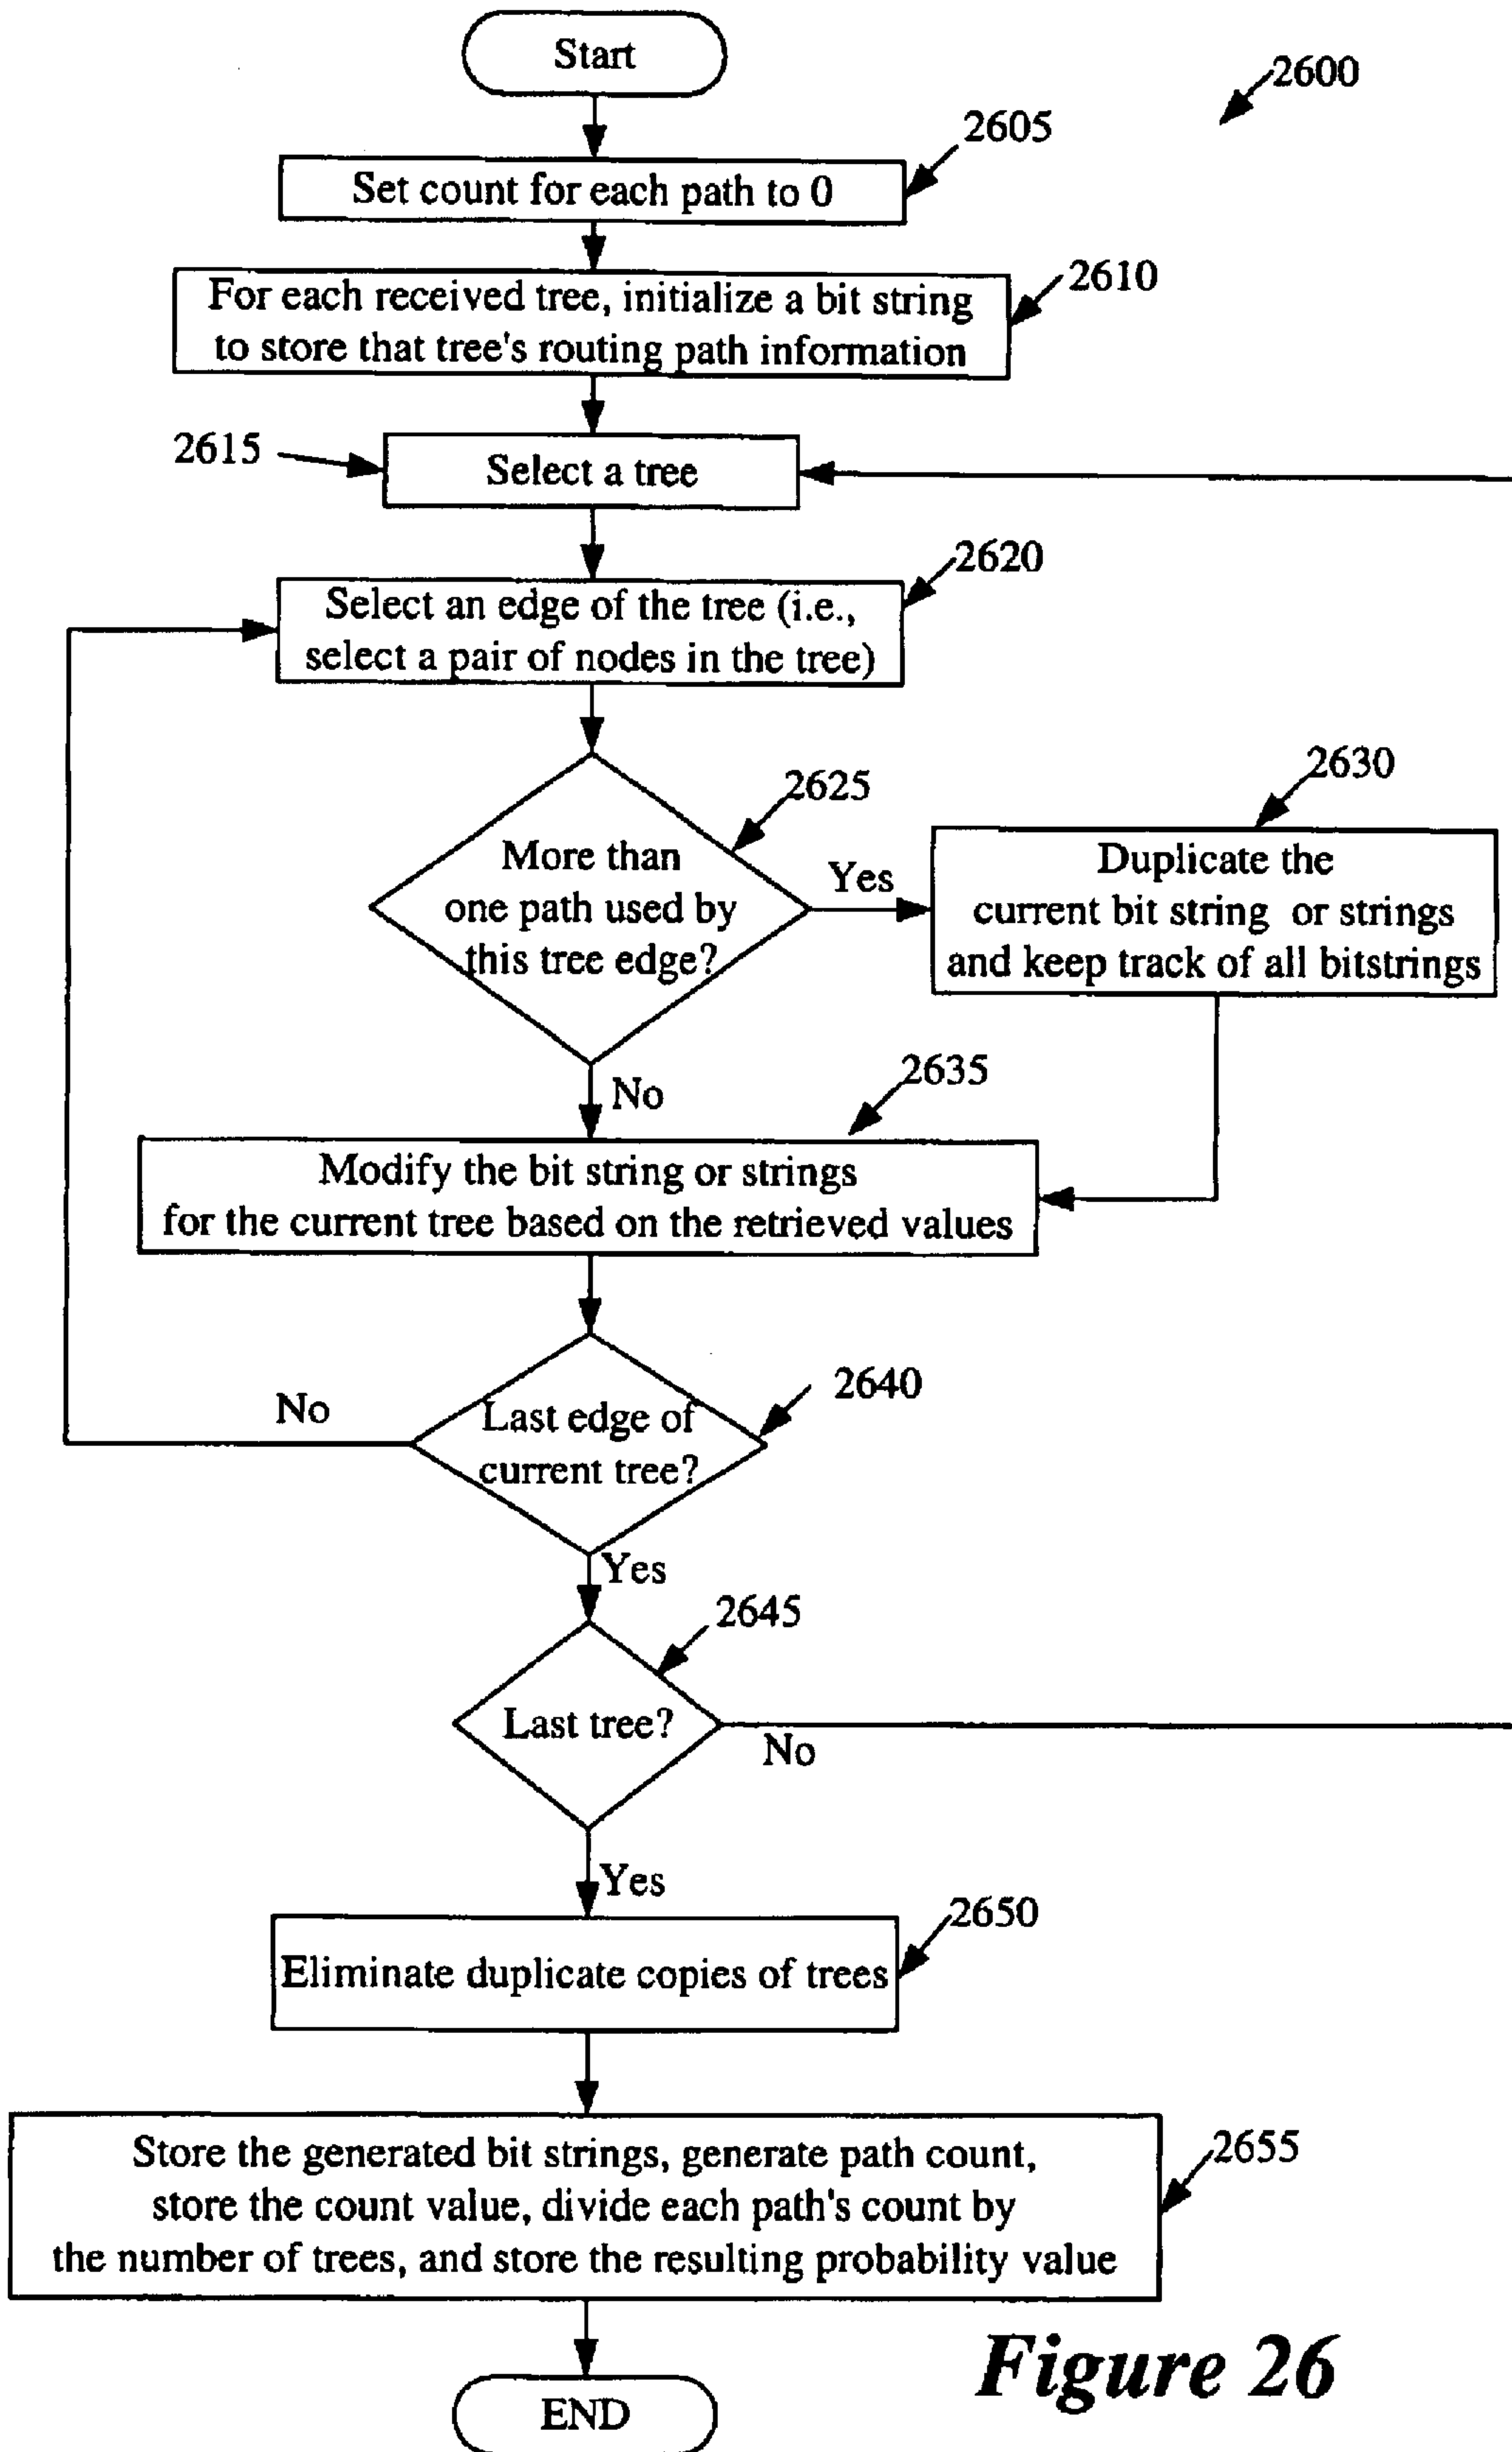 Start
2600
2605
Set count for each path to 0
2610
For each received tree, initialize a bit string
to store that tree's routing path information
2615
Select a tree
2620
Select an edge of the tree (i.e.,
select a pair of nodes in the tree)
2625
2630
More than
one path used by
this tree edge?
Yes
Duplicate the
current bit string or strings
and keep track of all bitstrings
No
2635
Modify the bit string or strings
for the current tree based on the retrieved values
2640
No
Last edge of
current tree?
Yes
2645
Last tree?
No
Yes
2650
Eliminate duplicate copies of trees
2655
Store the generated bit strings, generate path count,
store the count value, divide each path's count by
the number of trees, and store the resulting probability value
Figure 26
END